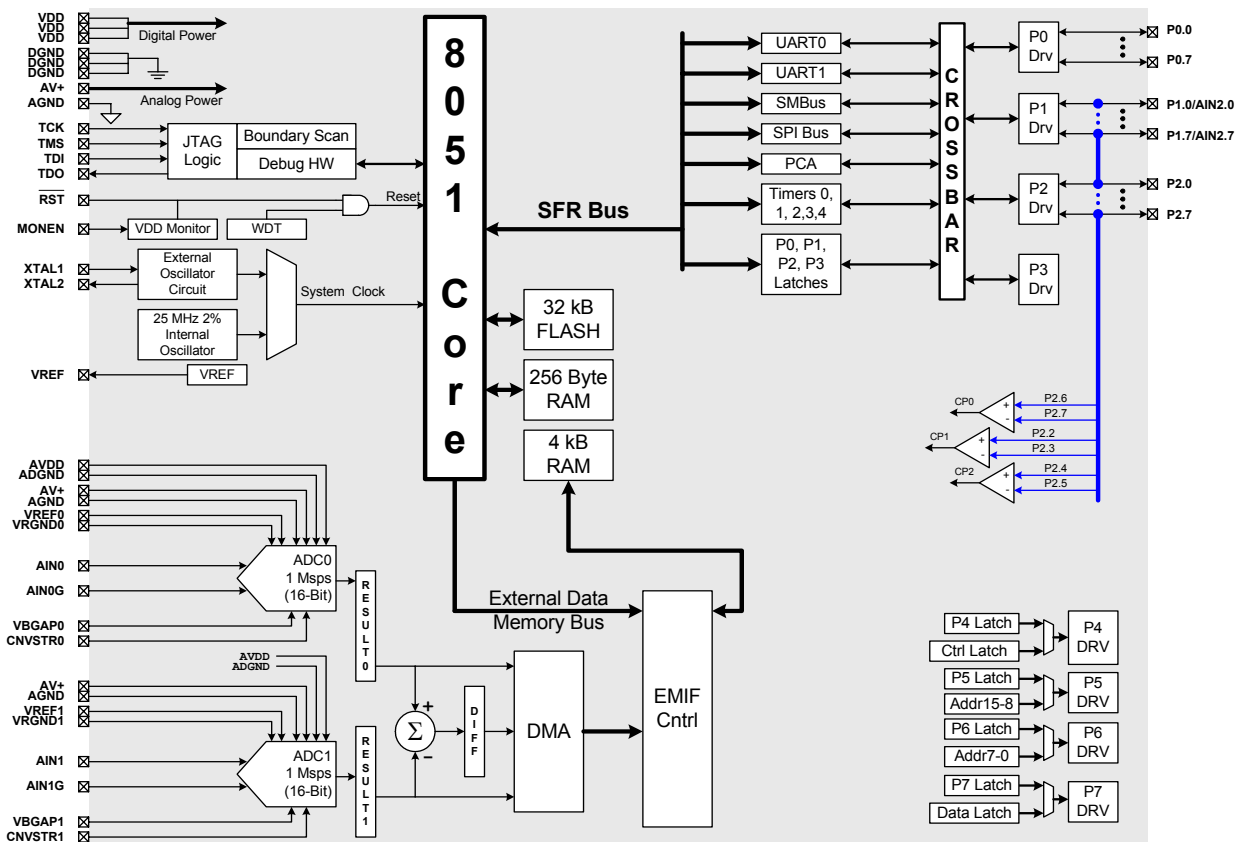 VDD
VDD
VDD
Digital Power
DGND
DGND
DGND
AV+
Analog Power
AGND
TCK
TMS
TDI
TDO
JTAG
Logic
Boundary Scan
Debug HW
RST
Reset
MONEN
VDD Monitor
WDT
XTAL1
XTAL2
External
Oscillator
Circuit
System Clock
25 MHz 2%
Internal
Oscillator
VREF
VREF
8051 Core
SFR Bus
32 kB
FLASH
256 Byte
RAM
4 kB
RAM
UART0
UART1
SMBus
SPI Bus
PCA
Timers 0,
1, 2,3,4
P0, P1,
P2, P3
Latches
CROSSBAR
P0
Drv
P1
Drv
P2
Drv
P3
Drv
P0.0
P0.7
P1.0/AIN2.0
P1.7/AIN2.7
P2.0
P2.7
CP0
+
-
P2.6
P2.7
CP1
+
-
P2.2
P2.3
CP2
+
-
P2.4
P2.5
AVDD
ADGND
AV+
AGND
VREF0
VRGND0
AIN0
AIN0G
VBGAP0
CNVSTR0
ADC0
1 Msps
(16-Bit)
RESULT0
AVDD
ADGND
AV+
AGND
VREF1
VRGND1
AIN1
AIN1G
VBGAP1
CNVSTR1
ADC1
1 Msps
(16-Bit)
RESULT1
+
Σ
−
DIFF
DMA
External Data
Memory Bus
EMIF
Cntrl
P4 Latch
Ctrl Latch
P4
DRV
P5 Latch
Addr15-8
P5
DRV
P6 Latch
Addr7-0
P6
DRV
P7 Latch
Data Latch
P7
DRV